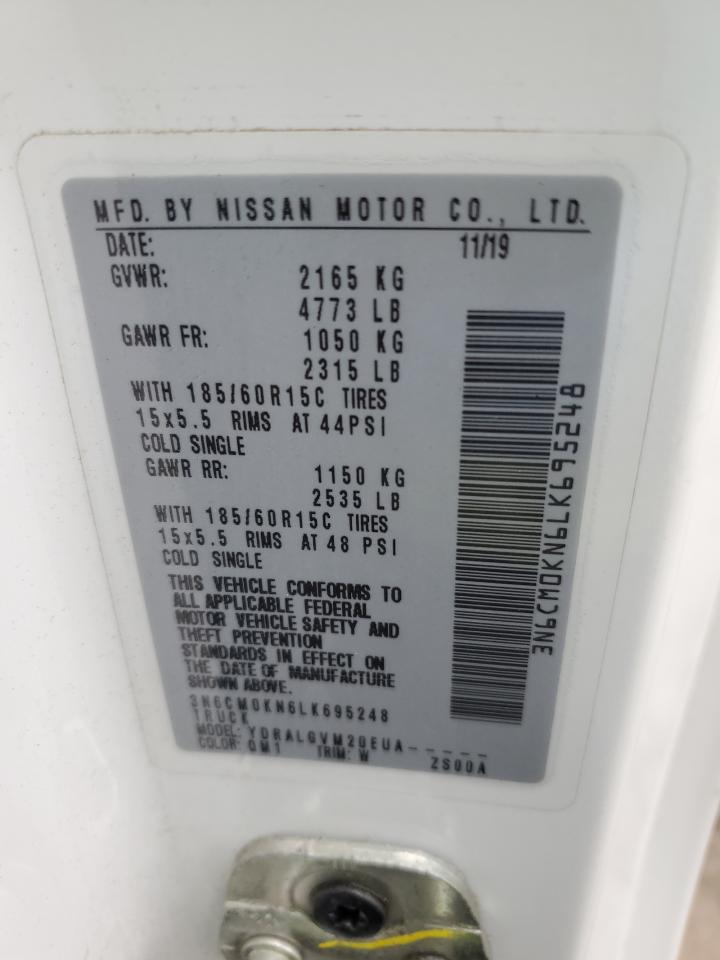 MFD. BY NISSAN MOTOR CO., LTD.
DATE: 11/19
GVWR: 2165 KG
4773 LB
GAWR FR: 1050 KG
2315 LB
WITH 185/60R15C TIRES
15x5.5 RIMS AT 44PSI
COLD SINGLE
GAWR RR: 1150 KG
2535 LB
WITH 185/60R15C TIRES
15x5.5 RIMS AT 48 PSI
COLD SINGLE
THIS VEHICLE CONFORMS TO
ALL APPLICABLE FEDERAL
MOTOR VEHICLE SAFETY AND
THEFT PREVENTION
STANDARDS IN EFFECT ON
THE DATE OF MANUFACTURE
SHOWN ABOVE.
3N6CM0KN6LK695248
TRUCK
MODEL: YDRALGVM20EUA-----
COLOR: QM1 TRIM: W ZS00A
3N6CM0KN6LK695248